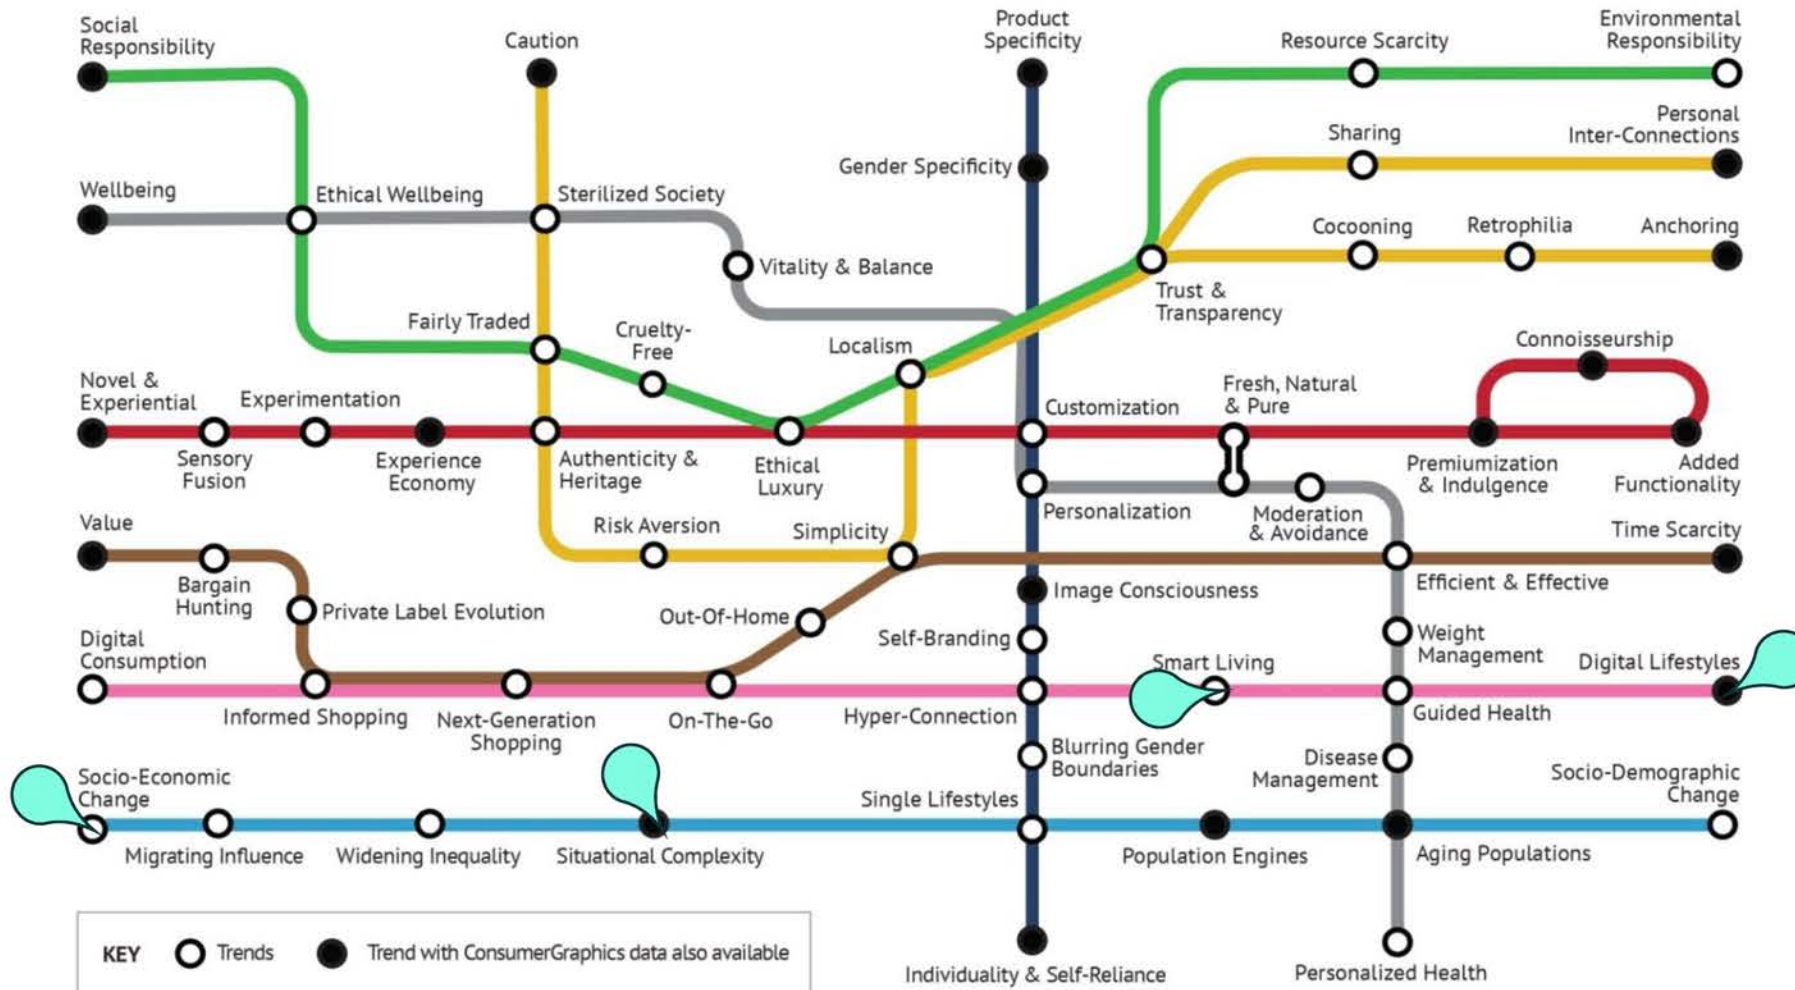 Social
Responsibility
Caution
Product
Specificity
Resource Scarcity
Environmental
Responsibility
Sharing
Personal
Inter-Connections
Gender Specificity
Wellbeing
Ethical Wellbeing
Sterilized Society
Cocooning
Retrophilia
Anchoring
Vitality & Balance
Trust &
Transparency
Fairly Traded
Cruelty-
Free
Localism
Connoisseurship
Novel &
Experiential
Experimentation
Customization
Fresh, Natural
& Pure
Sensory
Fusion
Experience
Economy
Authenticity &
Heritage
Ethical
Luxury
Premiumization
& Indulgence
Added
Functionality
Value
Risk Aversion
Simplicity
Personalization
Moderation
& Avoidance
Time Scarcity
Bargain
Hunting
Private Label Evolution
Out-Of-Home
Image Consciousness
Efficient & Effective
Digital
Consumption
Self-Branding
Smart Living
Weight
Management
Digital Lifestyles
Informed Shopping
Next-Generation
Shopping
On-The-Go
Hyper-Connection
Guided Health
Blurring Gender
Boundaries
Disease
Management
Socio-Economic
Change
Single Lifestyles
Socio-Demographic
Change
Migrating Influence
Widening Inequality
Situational Complexity
Population Engines
Aging Populations
KEY
Trends
Trend with ConsumerGraphics data also available
Individuality & Self-Reliance
Personalized Health